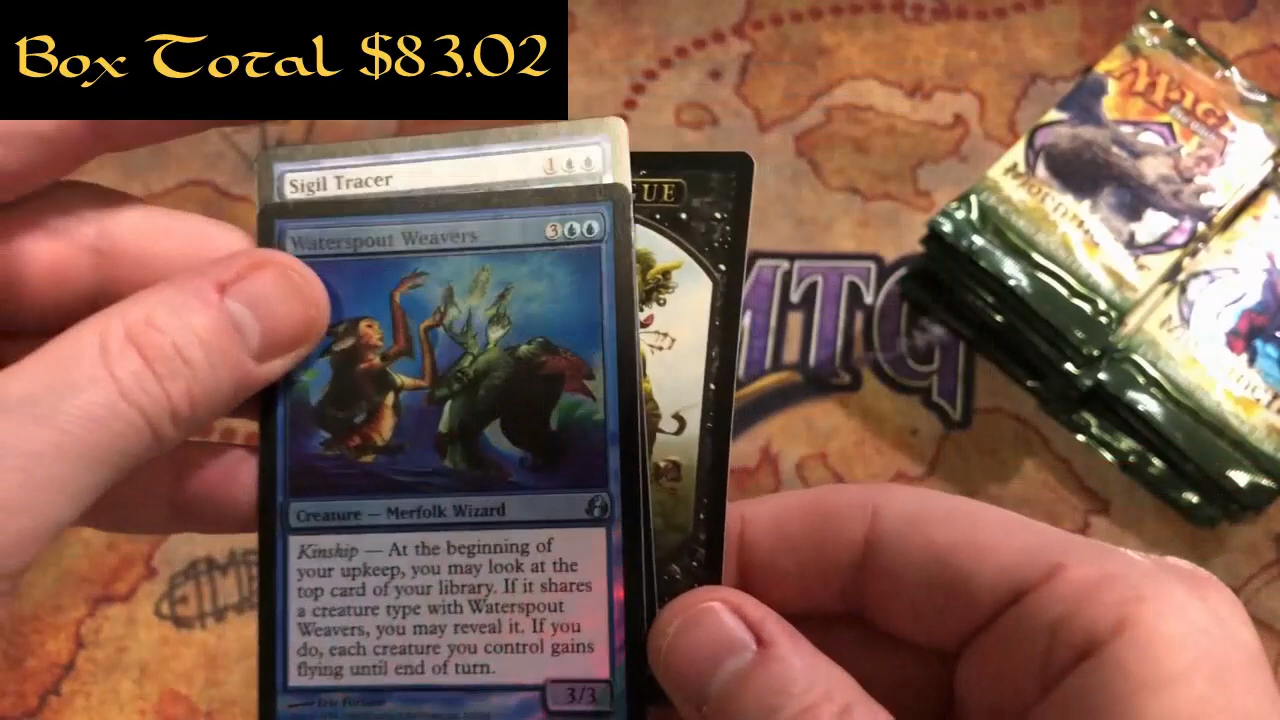 Box Total $83.02
Sigil Tracer
1
GUE
Waterspout Weavers
3
Creature — Merfolk Wizard
Kinship — At the beginning of
your upkeep, you may look at the
top card of your library. If it shares
a creature type with Waterspout
Weavers, you may reveal it. If you
do, each creature you control gains
flying until end of turn.
3/3
MTG